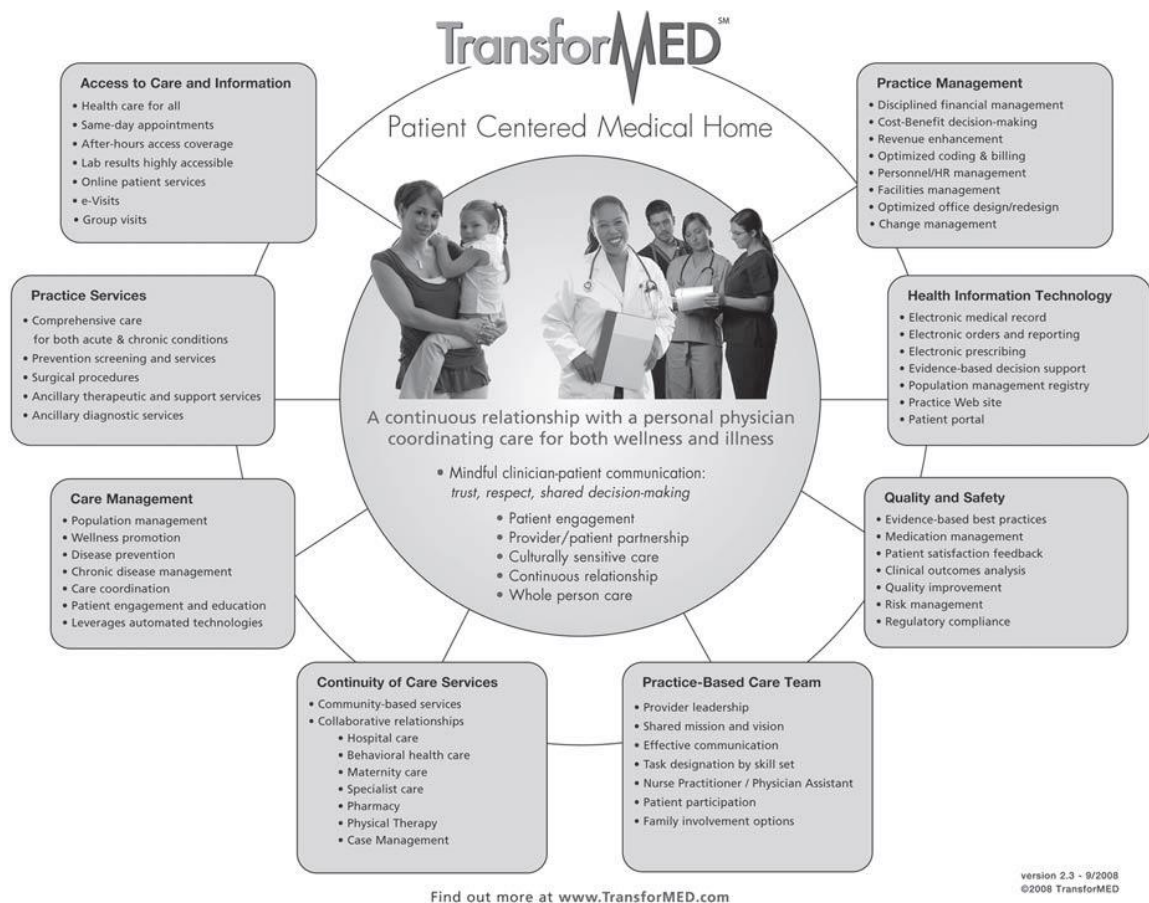 TransforMED℠
Patient Centered Medical Home
Access to Care and Information
• Health care for all
• Same-day appointments
• After-hours access coverage
• Lab results highly accessible
• Online patient services
• e-Visits
• Group visits
Practice Services
• Comprehensive care
for both acute & chronic conditions
• Prevention screening and services
• Surgical procedures
• Ancillary therapeutic and support services
• Ancillary diagnostic services
Care Management
• Population management
• Wellness promotion
• Disease prevention
• Chronic disease management
• Care coordination
• Patient engagement and education
• Leverages automated technologies
Continuity of Care Services
• Community-based services
• Collaborative relationships
• Hospital care
• Behavioral health care
• Maternity care
• Specialist care
• Pharmacy
• Physical Therapy
• Case Management
A continuous relationship with a personal physician
coordinating care for both wellness and illness
• Mindful clinician-patient communication:
trust, respect, shared decision-making
• Patient engagement
• Provider/patient partnership
• Culturally sensitive care
• Continuous relationship
• Whole person care
Practice Management
• Disciplined financial management
• Cost-Benefit decision-making
• Revenue enhancement
• Optimized coding & billing
• Personnel/HR management
• Facilities management
• Optimized office design/redesign
• Change management
Health Information Technology
• Electronic medical record
• Electronic orders and reporting
• Electronic prescribing
• Evidence-based decision support
• Population management registry
• Practice Web site
• Patient portal
Quality and Safety
• Evidence-based best practices
• Medication management
• Patient satisfaction feedback
• Clinical outcomes analysis
• Quality improvement
• Risk management
• Regulatory compliance
Practice-Based Care Team
• Provider leadership
• Shared mission and vision
• Effective communication
• Task designation by skill set
• Nurse Practitioner / Physician Assistant
• Patient participation
• Family involvement options
Find out more at www.TransforMED.com
version 2.3 - 9/2008
©2008 TransforMED